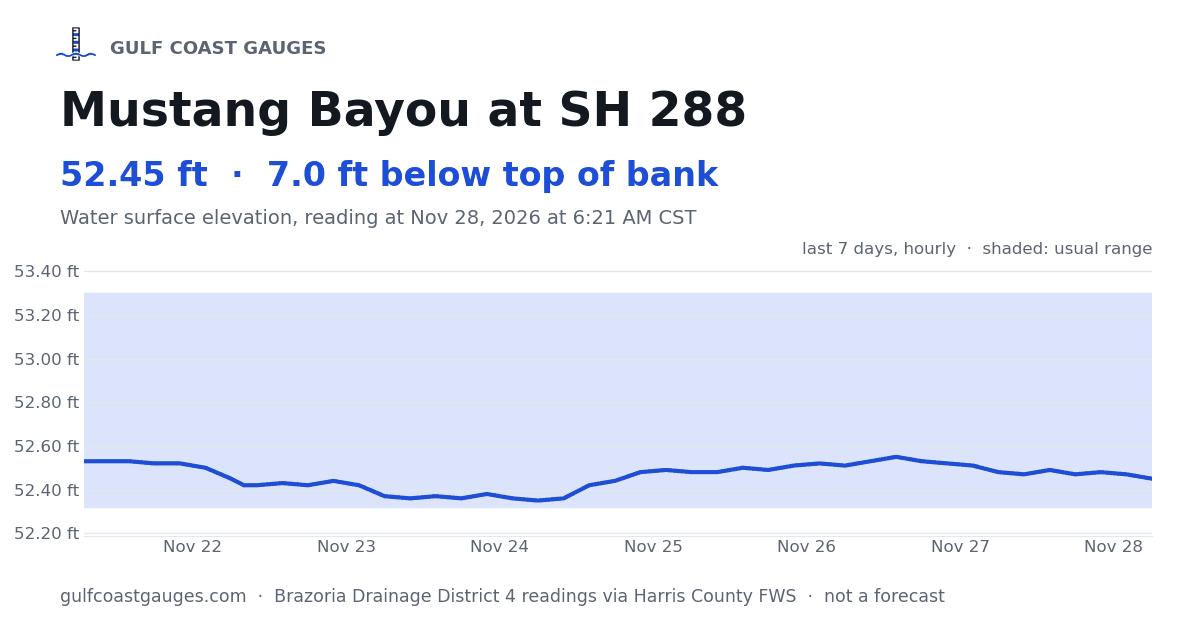 GULF COAST GAUGES
Mustang Bayou at SH 288
52.45 ft · 7.0 ft below top of bank
Water surface elevation, reading at Nov 28, 2026 at 6:21 AM CST
last 7 days, hourly · shaded: usual range
53.40 ft
53.20 ft
53.00 ft
52.80 ft
52.60 ft
52.40 ft
52.20 ft
Nov 22 Nov 23 Nov 24 Nov 25 Nov 26 Nov 27 Nov 28
gulfcoastgauges.com · Brazoria Drainage District 4 readings via Harris County FWS · not a forecast